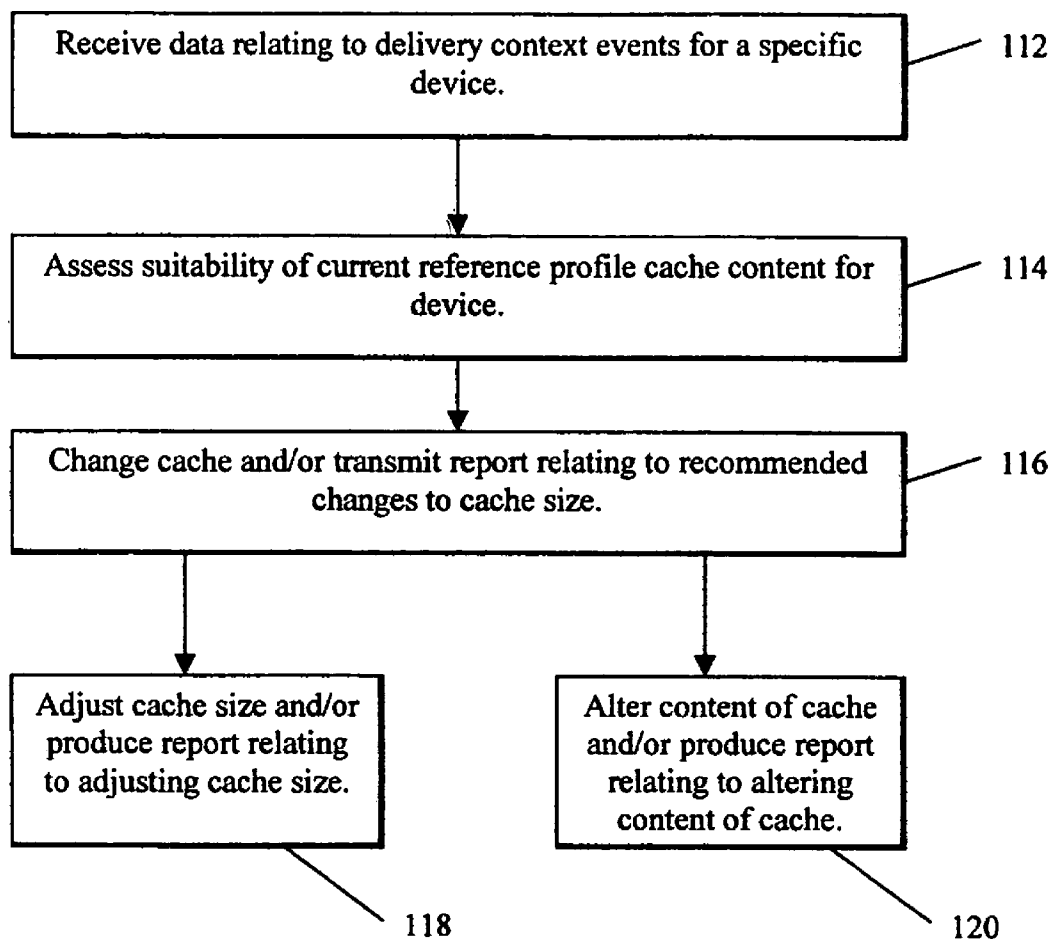 Receive data relating to delivery context events for a specific
device.
112
Assess suitability of current reference profile cache content for
device.
114
Change cache and/or transmit report relating to recommended
changes to cache size.
116
Adjust cache size and/or
produce report relating
to adjusting cache size.
118
Alter content of cache
and/or produce report
relating to altering
content of cache.
120